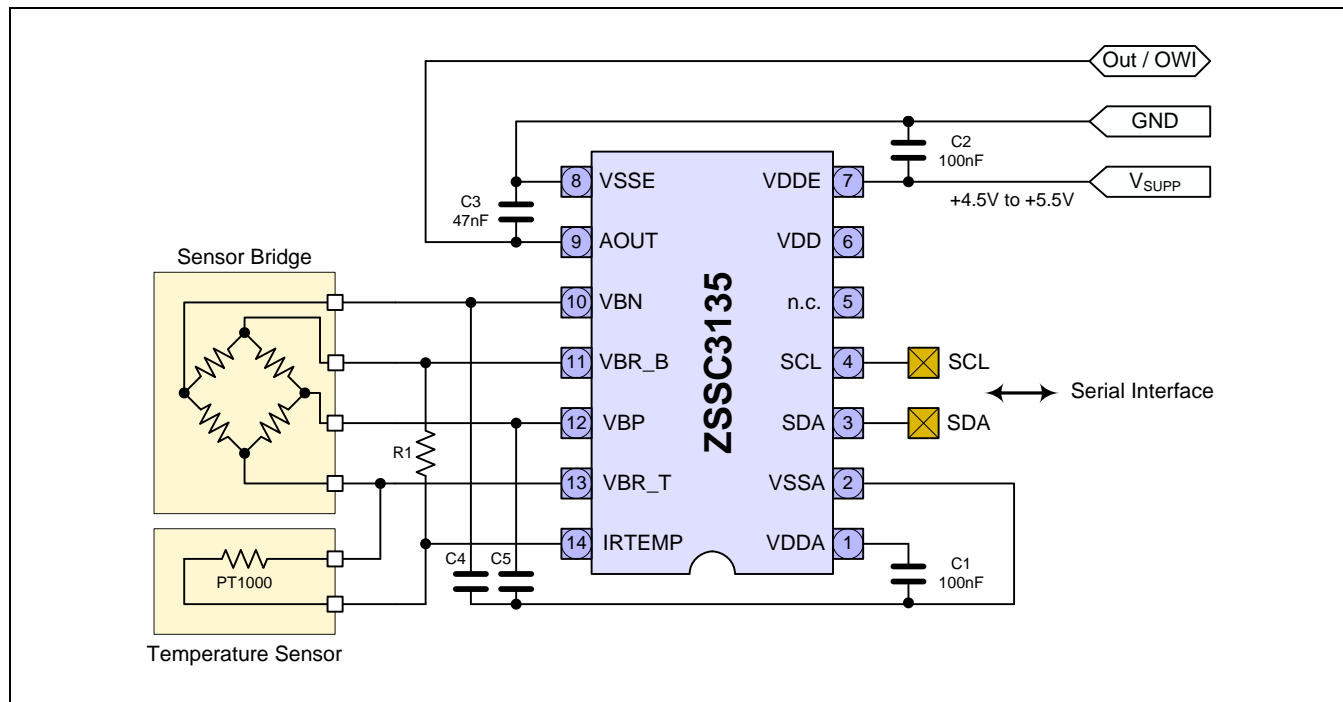 Out / OWI
GND
C2
100nF
VSUPP
+4.5V to +5.5V
8 VSSE
VDDE 7
C3
47nF
9 AOUT
VDD 6
Sensor Bridge
10 VBN
n.c. 5
11 VBR_B
SCL 4
SCL
Serial Interface
12 VBP
SDA 3
SDA
R1
13 VBR_T
VSSA 2
14 IRTEMP
VDDA 1
ZSSC3135
C4
C5
C1
100nF
PT1000
Temperature Sensor